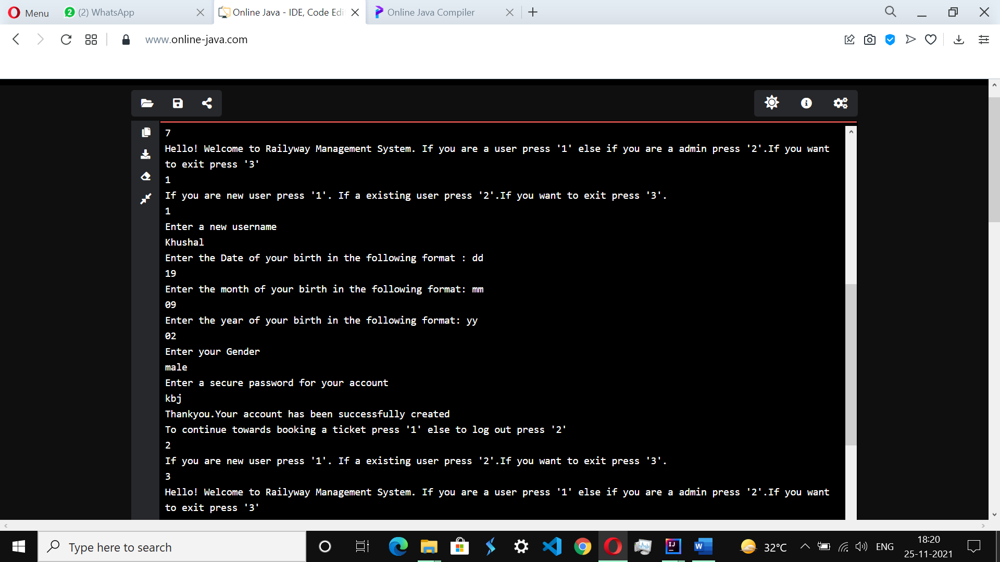 Menu
2 (2) WhatsApp
Online Java - IDE, Code Edi
Online Java Compiler
www.online-java.com
7
Hello! Welcome to Railyway Management System. If you are a user press '1' else if you are a admin press '2'.If you want
to exit press '3'
1
If you are new user press '1'. If a existing user press '2'.If you want to exit press '3'.
1
Enter a new username
Khushal
Enter the Date of your birth in the following format : dd
19
Enter the month of your birth in the following format: mm
09
Enter the year of your birth in the following format: yy
02
Enter your Gender
male
Enter a secure password for your account
kbj
Thankyou.Your account has been successfully created
To continue towards booking a ticket press '1' else to log out press '2'
2
If you are new user press '1'. If a existing user press '2'.If you want to exit press '3'.
3
Hello! Welcome to Railyway Management System. If you are a user press '1' else if you are a admin press '2'.If you want
to exit press '3'
Type here to search
IJ
W
32°C
ENG
18:20
25-11-2021